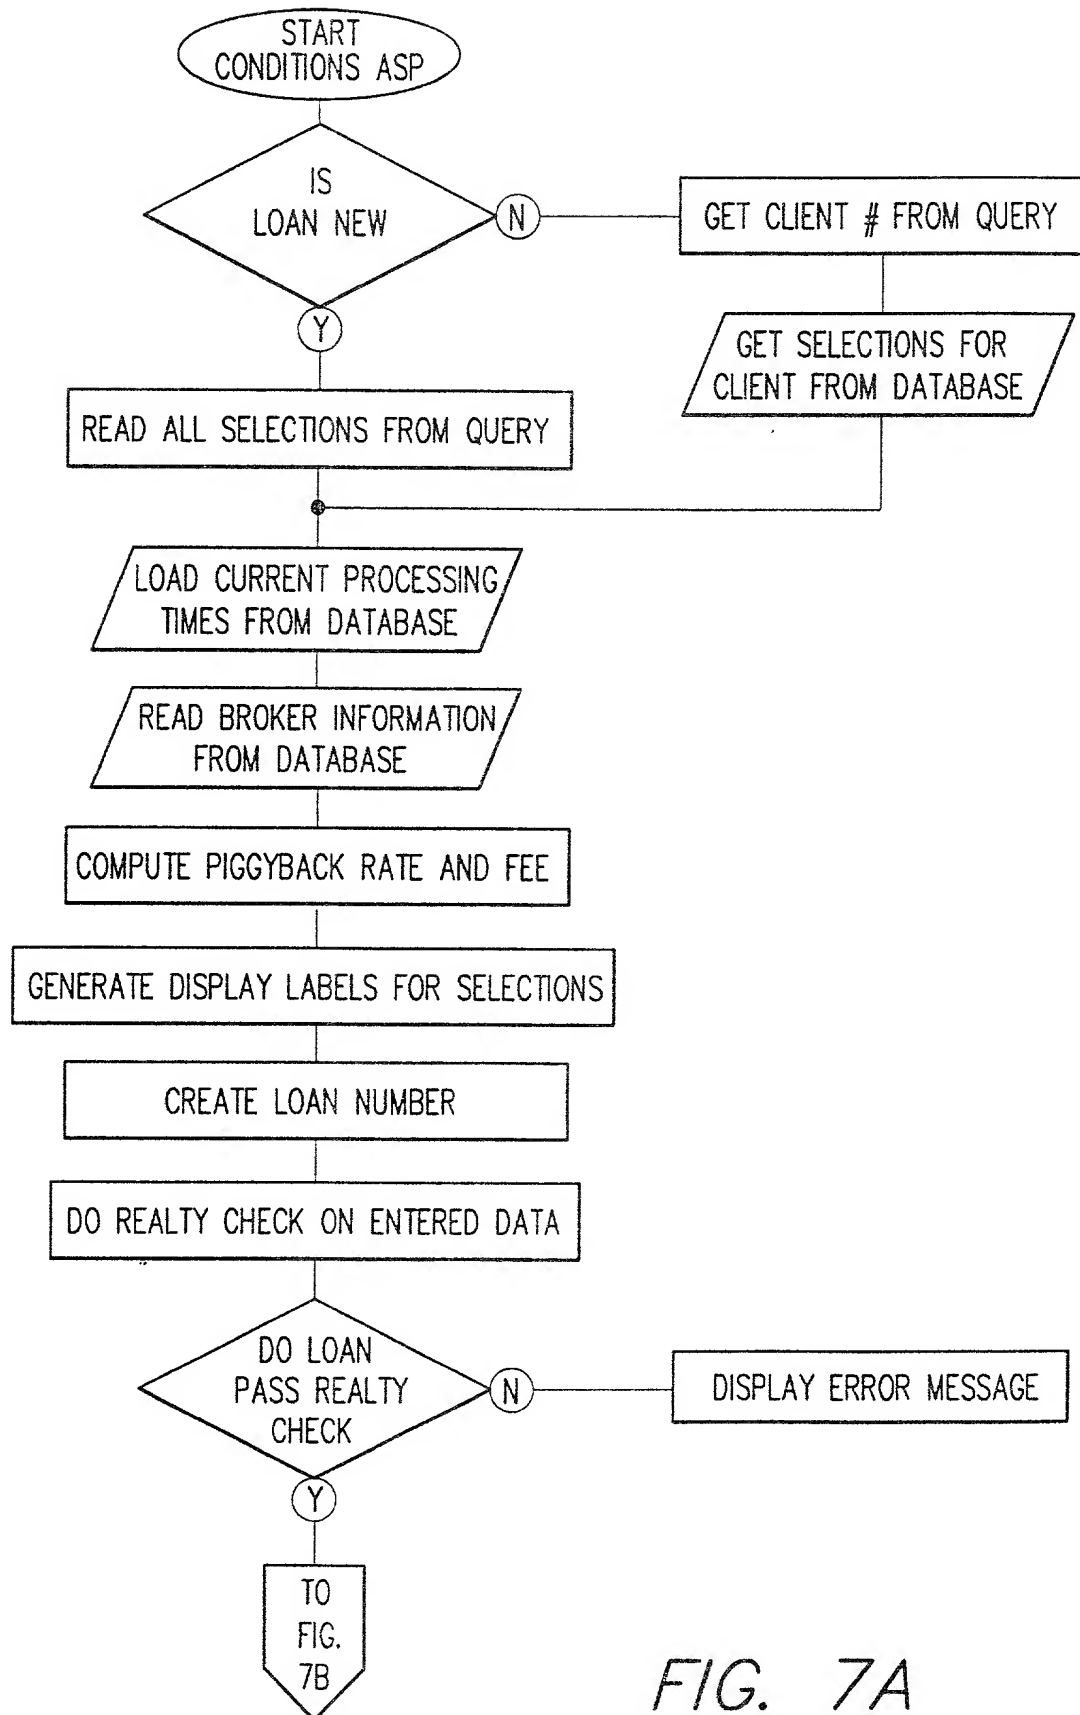 START
CONDITIONS ASP
IS
LOAN NEW
N
GET CLIENT # FROM QUERY
Y
GET SELECTIONS FOR
CLIENT FROM DATABASE
READ ALL SELECTIONS FROM QUERY
LOAD CURRENT PROCESSING
TIMES FROM DATABASE
READ BROKER INFORMATION
FROM DATABASE
COMPUTE PIGGYBACK RATE AND FEE
GENERATE DISPLAY LABELS FOR SELECTIONS
CREATE LOAN NUMBER
DO REALTY CHECK ON ENTERED DATA
DO LOAN
PASS REALTY
CHECK
N
DISPLAY ERROR MESSAGE
Y
TO
FIG.
7B
FIG. 7A